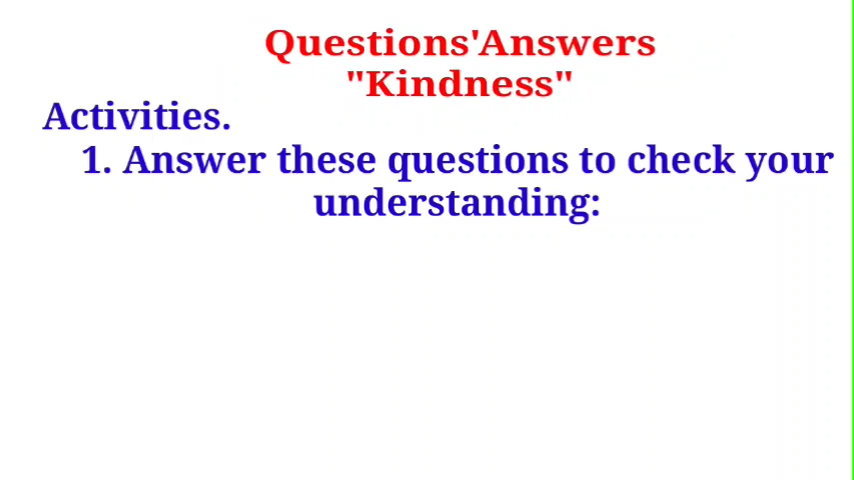 Questions'Answers
"Kindness"
Activities.
1. Answer these questions to check your
understanding: